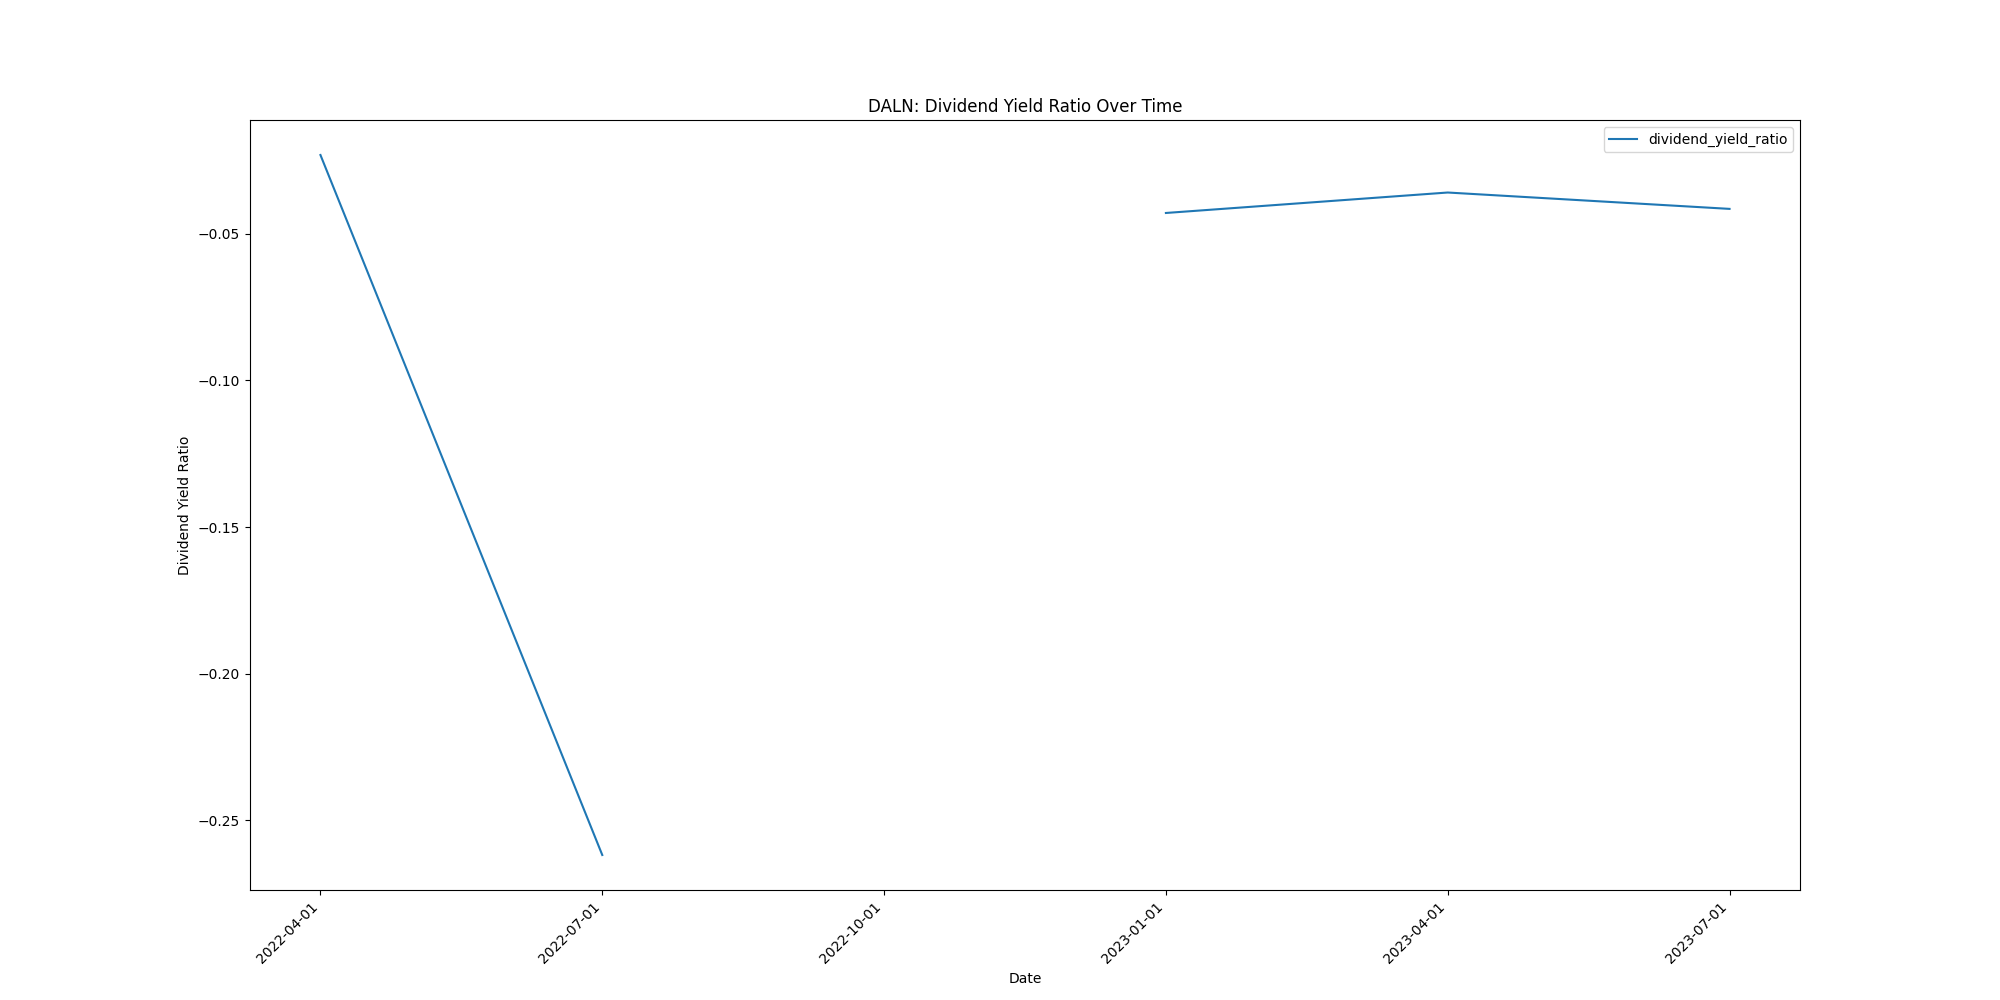 DALN: Dividend Yield Ratio Over Time
dividend_yield_ratio
Dividend Yield Ratio
−0.05
−0.10
−0.15
−0.20
−0.25
2022-04-01
2022-07-01
2022-10-01
2023-01-01
2023-04-01
2023-07-01
Date